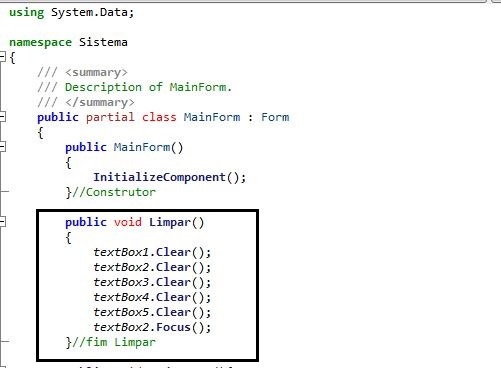 using System.Data;
namespace Sistema
{
/// <summary>
/// Description of MainForm.
/// </summary>
public partial class MainForm : Form
{
public MainForm()
{
InitializeComponent();
}//Construtor
public void Limpar()
{
textBox1.Clear();
textBox2.Clear();
textBox3.Clear();
textBox4.Clear();
textBox5.Clear();
textBox2.Focus();
}//fim Limpar